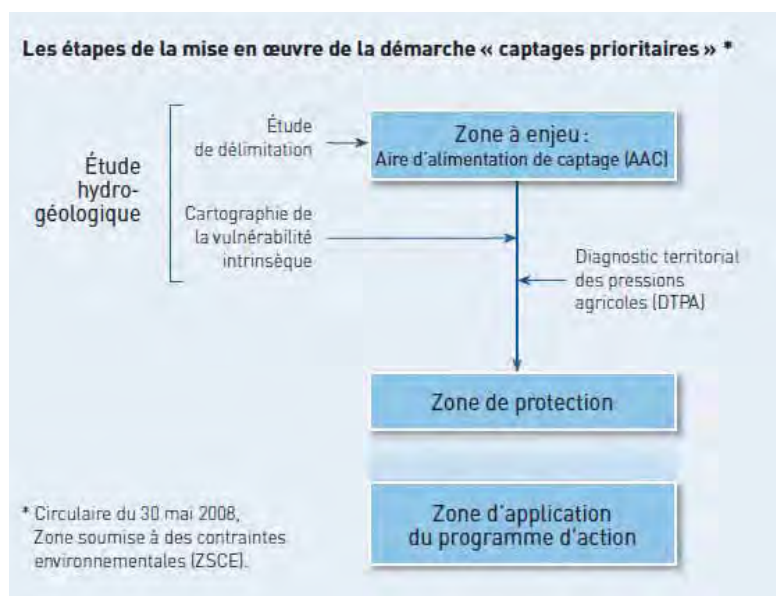 Les étapes de la mise en œuvre de la démarche « captages prioritaires » *
Étude
hydro-
géologique
Étude
de délimitation
Cartographie de
la vulnérabilité
intrinsèque
Zone à enjeu :
Aire d'alimentation de captage (AAC)
Diagnostic territorial
des pressions
agricoles (DTPA)
Zone de protection
Zone d'application
du programme d'action
* Circulaire du 30 mai 2008,
Zone soumise à des contraintes
environnementales (ZSCE).